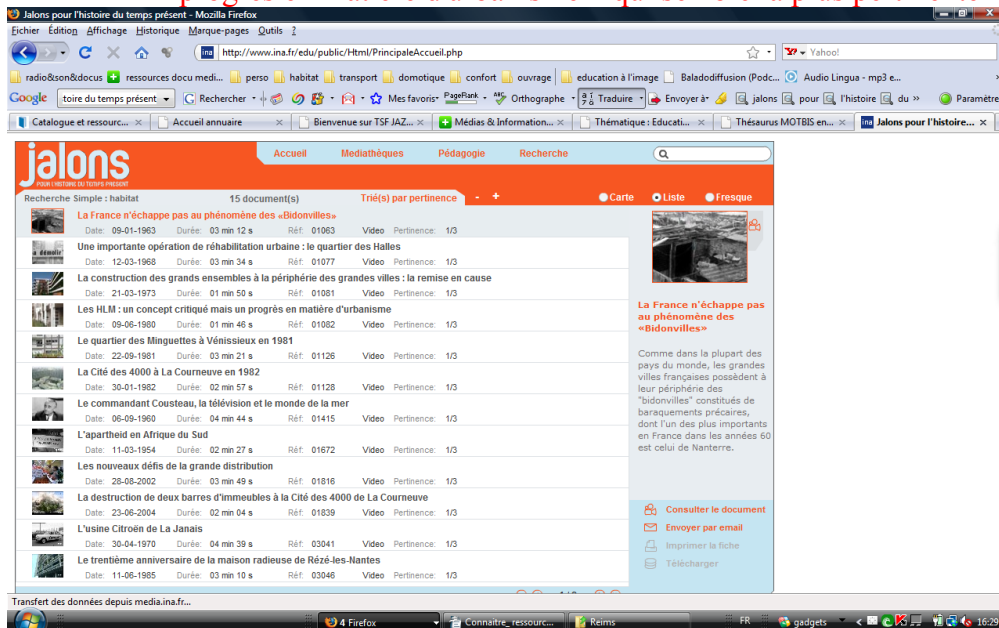 progrès en matière d'urbanisme » qui se révèla plus pertinente
Jalons pour l'histoire du temps présent - Mozilla Firefox
Fichier Édition Affichage Historique Marque-pages Outils ?
http://www.ina.fr/edu/public/Html/PrincipaleAccueil.php
Yahoo!
radio&son&docus ressources docu medi... perso habitat transport domotique confort ouvrage education à l'image Baladodiffusion (Podc... Audio Lingua - mp3 e...
Google toire du temps présent Rechercher Mes favoris PageRank Orthographe Traduire Envoyer à jalons pour l'histoire du » Paramètre
Catalogue et ressourc... Accueil annuaire Bienvenue sur TSF JAZ... Médias & Information... Thématique : Educati... Thésaurus MOTBIS en... Jalons pour l'histoire...
jalons
POUR L'HISTOIRE DU TEMPS PRÉSENT
Accueil Mediathèques Pédagogie Recherche
Recherche Simple : habitat 15 document(s) Trié(s) par pertinence - + Carte Liste Fresque
La France n'échappe pas au phénomène des «Bidonvilles»
Date: 09-01-1963 Durée: 03 min 12 s Réf: 01063 Video Pertinence: 1/3
Une importante opération de réhabilitation urbaine : le quartier des Halles
Date: 12-03-1968 Durée: 03 min 34 s Réf: 01077 Video Pertinence: 1/3
La construction des grands ensembles à la périphérie des grandes villes : la remise en cause
Date: 21-03-1973 Durée: 01 min 50 s Réf: 01081 Video Pertinence: 1/3
Les HLM : un concept critiqué mais un progrès en matière d'urbanisme
Date: 09-06-1980 Durée: 01 min 46 s Réf: 01082 Video Pertinence: 1/3
Le quartier des Minguettes à Vénissieux en 1981
Date: 22-09-1981 Durée: 03 min 21 s Réf: 01126 Video Pertinence: 1/3
La Cité des 4000 à La Courneuve en 1982
Date: 30-01-1982 Durée: 02 min 57 s Réf: 01128 Video Pertinence: 1/3
Le commandant Cousteau, la télévision et le monde de la mer
Date: 06-09-1960 Durée: 04 min 44 s Réf: 01415 Video Pertinence: 1/3
L'apartheid en Afrique du Sud
Date: 11-03-1954 Durée: 02 min 27 s Réf: 01672 Video Pertinence: 1/3
Les nouveaux défis de la grande distribution
Date: 28-08-2002 Durée: 03 min 49 s Réf: 01816 Video Pertinence: 1/3
La destruction de deux barres d'immeubles à la Cité des 4000 de La Courneuve
Date: 23-06-2004 Durée: 02 min 04 s Réf: 01839 Video Pertinence: 1/3
L'usine Citroën de La Janais
Date: 30-04-1970 Durée: 04 min 39 s Réf: 03041 Video Pertinence: 1/3
Le trentième anniversaire de la maison radieuse de Rézé-les-Nantes
Date: 11-06-1985 Durée: 03 min 10 s Réf: 03046 Video Pertinence: 1/3
La France n'échappe pas
au phénomène des
«Bidonvilles»
Comme dans la plupart des
pays du monde, les grandes
villes françaises possèdent à
leur périphérie des
"bidonvilles" constitués de
baraquements précaires,
dont l'un des plus importants
en France dans les années 60
est celui de Nanterre.
Consulter le document
Envoyer par email
Imprimer la fiche
Télécharger
Transfert des données depuis media.ina.fr...
4 Firefox Connaitre_ressourc... Reims FR gadgets 16:29